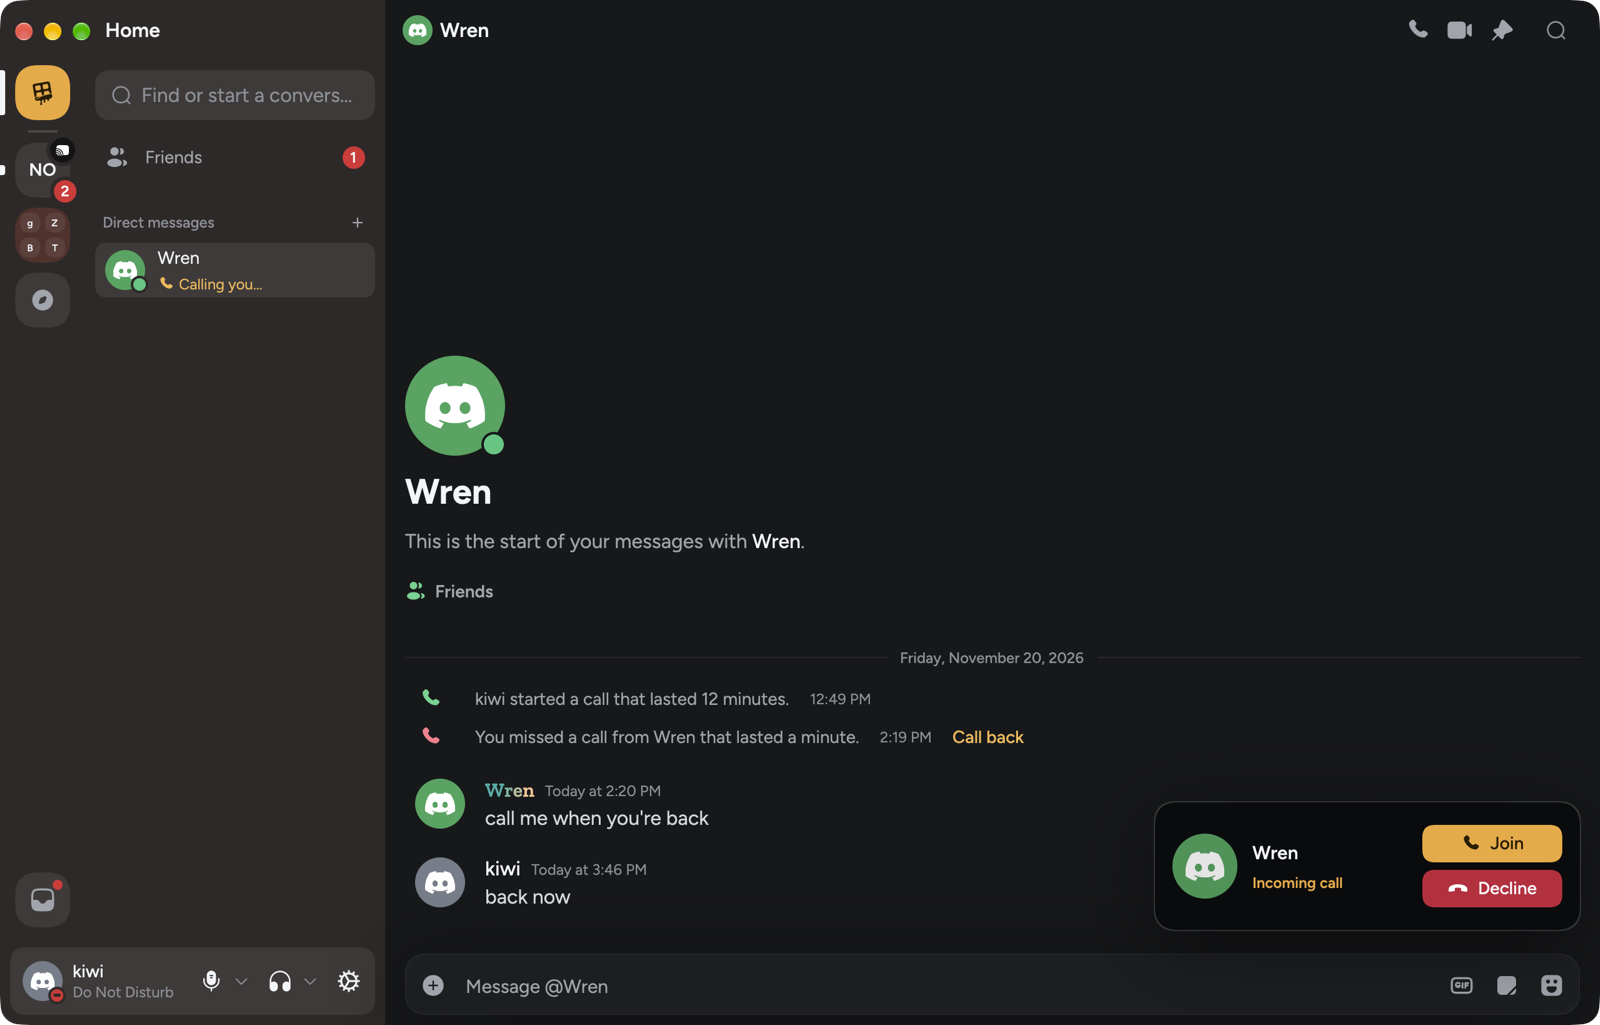 Home
Find or start a convers...
Friends
1
NO
2
g Z
B T
Direct messages
+
Wren
Calling you...
kiwi
Do Not Disturb
Wren
Wren
This is the start of your messages with Wren.
Friends
Friday, November 20, 2026
kiwi started a call that lasted 12 minutes. 12:49 PM
You missed a call from Wren that lasted a minute. 2:19 PM Call back
Wren Today at 2:20 PM
call me when you're back
kiwi Today at 3:46 PM
back now
Wren
Incoming call
Join
Decline
Message @Wren
GIF